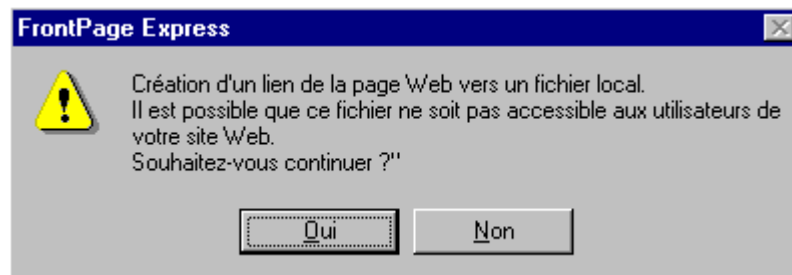 FrontPage Express
Création d'un lien de la page Web vers un fichier local.
Il est possible que ce fichier ne soit pas accessible aux utilisateurs de
votre site Web.
Souhaitez-vous continuer ?"
Oui
Non